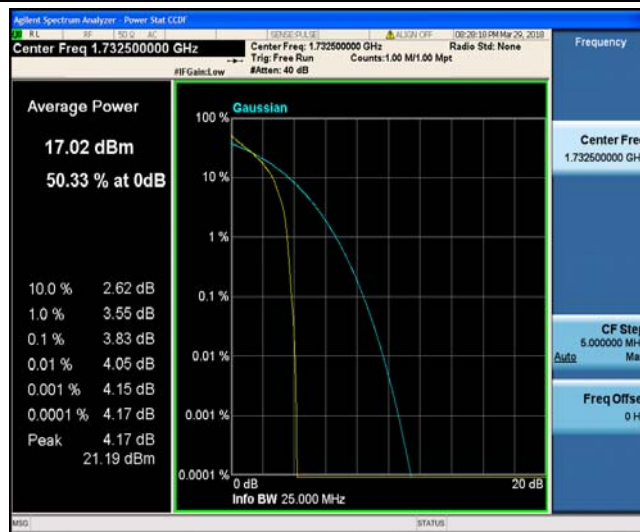 Agilent Spectrum Analyzer - Power Stat CCDF
RL RF 50 Ω AC SENSE:PULSE ALIGN OFF 08:28:18 PM Mar 29, 2018
Center Freq 1.732500000 GHz
Center Freq: 1.732500000 GHz Radio Std: None
Trig: Free Run Counts:1.00 M/1.00 Mpt
#IFGain:Low #Atten: 40 dB
Frequency
Average Power
17.02 dBm
50.33 % at 0dB
10.0 % 2.62 dB
1.0 % 3.55 dB
0.1 % 3.83 dB
0.01 % 4.05 dB
0.001 % 4.15 dB
0.0001 % 4.17 dB
Peak 4.17 dB
21.19 dBm
Gaussian
100 %
10 %
1 %
0.1 %
0.01 %
0.001 %
0.0001 %
0 dB 20 dB
Info BW 25.000 MHz
Center Fre
1.732500000 GH
CF Ste
5.000000 MH
Auto Ma
Freq Offse
0 H
MSG STATUS